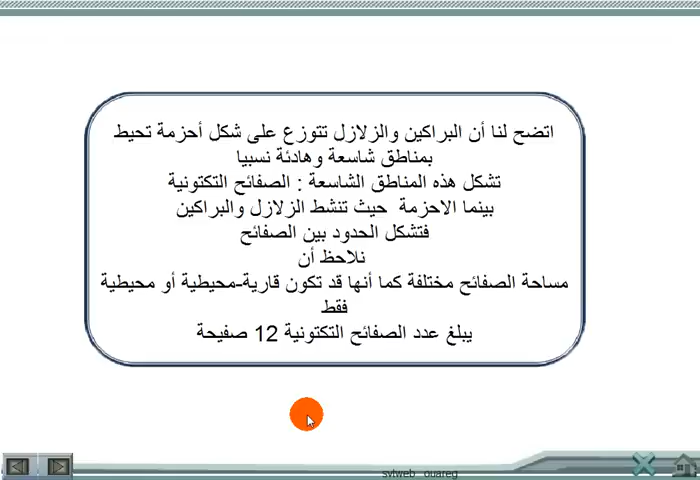 اتضح لنا أن البراكين والزلازل تتوزع على شكل أحزمة تحيط
بمناطق شاسعة وهادئة نسبيا
تشكل هذه المناطق الشاسعة : الصفائح التكتونية
بينما الاحزمة حيث تنشط الزلازل والبراكين
فتشكل الحدود بين الصفائح
نلاحظ أن
مساحة الصفائح مختلفة كما أنها قد تكون قارية-محيطية أو محيطية
فقط
يبلغ عدد الصفائح التكتونية 12 صفيحة
svtweb ouareg